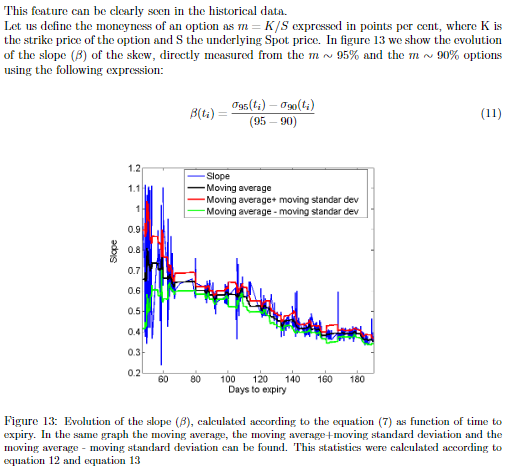 This feature can be clearly seen in the historical data.
Let us define the moneyness of an option as m = K/S expressed in points per cent, where K is
the strike price of the option and S the underlying Spot price. In figure 13 we show the evolution
of the slope (β) of the skew, directly measured from the m ∼ 95% and the m ∼ 90% options
using the following expression:
β(tᵢ) = (σ₉₅(tᵢ) − σ₉₀(tᵢ)) / (95 − 90) (11)
1.2
1.1
1
0.9
0.8
0.7
0.6
0.5
0.4
0.3
0.2
Slope
Slope
Moving average
Moving average+ moving standar dev
Moving average - moving standar dev
60 80 100 120 140 160 180
Days to expiry
Figure 13: Evolution of the slope (β), calculated according to the equation (7) as function of time to
expiry. In the same graph the moving average, the moving average+moving standard deviation and the
moving average - moving standard deviation can be found. This statistics were calculated according to
equation 12 and equation 13